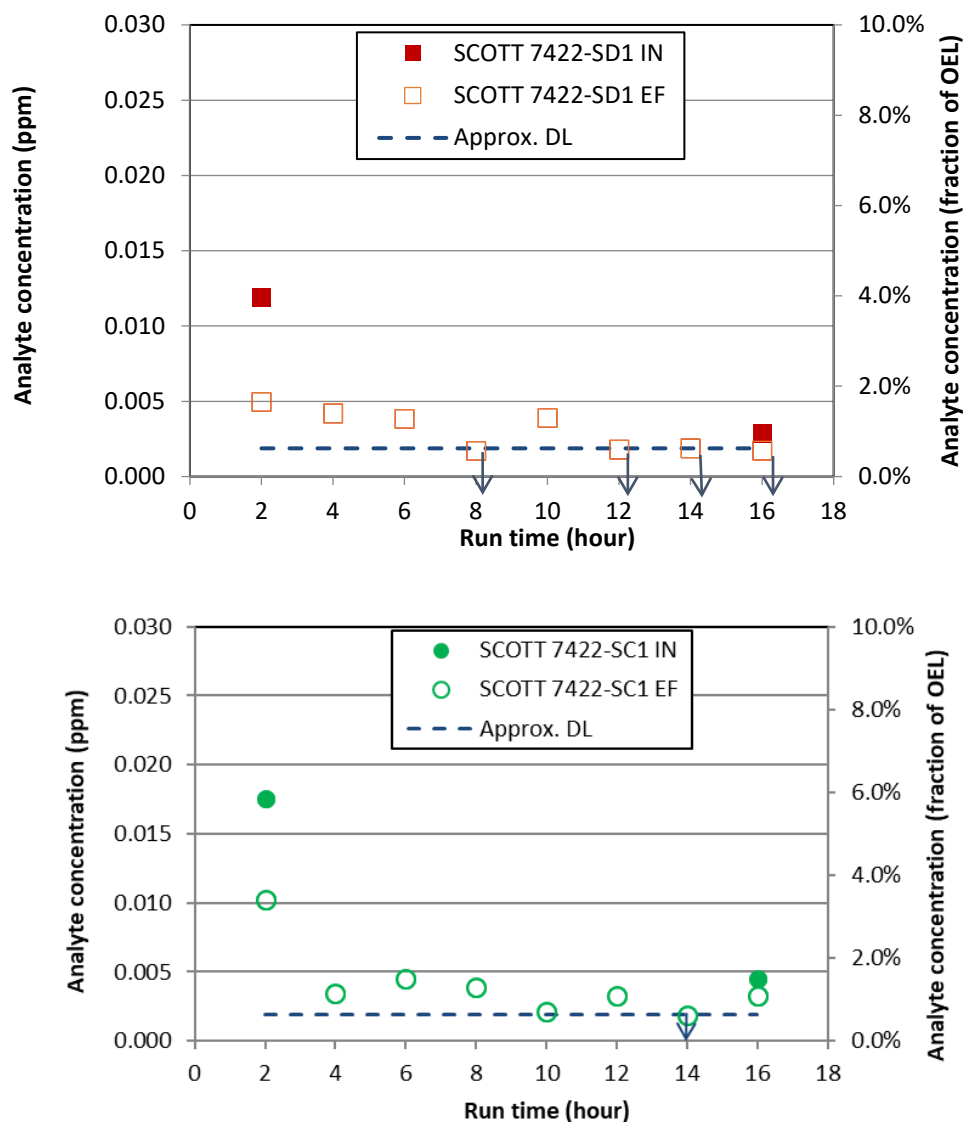 Analyte concentration (ppm)
0.030
0.025
0.020
0.015
0.010
0.005
0.000
SCOTT 7422-SD1 IN
SCOTT 7422-SD1 EF
Approx. DL
10.0%
8.0%
6.0%
4.0%
2.0%
0.0%
Analyte concentration (fraction of OEL)
0 2 4 6 8 10 12 14 16 18
Run time (hour)
Analyte concentration (ppm)
0.030
0.025
0.020
0.015
0.010
0.005
0.000
SCOTT 7422-SC1 IN
SCOTT 7422-SC1 EF
Approx. DL
10.0%
8.0%
6.0%
4.0%
2.0%
0.0%
Analyte concentration (fraction of OEL)
0 2 4 6 8 10 12 14 16 18
Run time (hour)